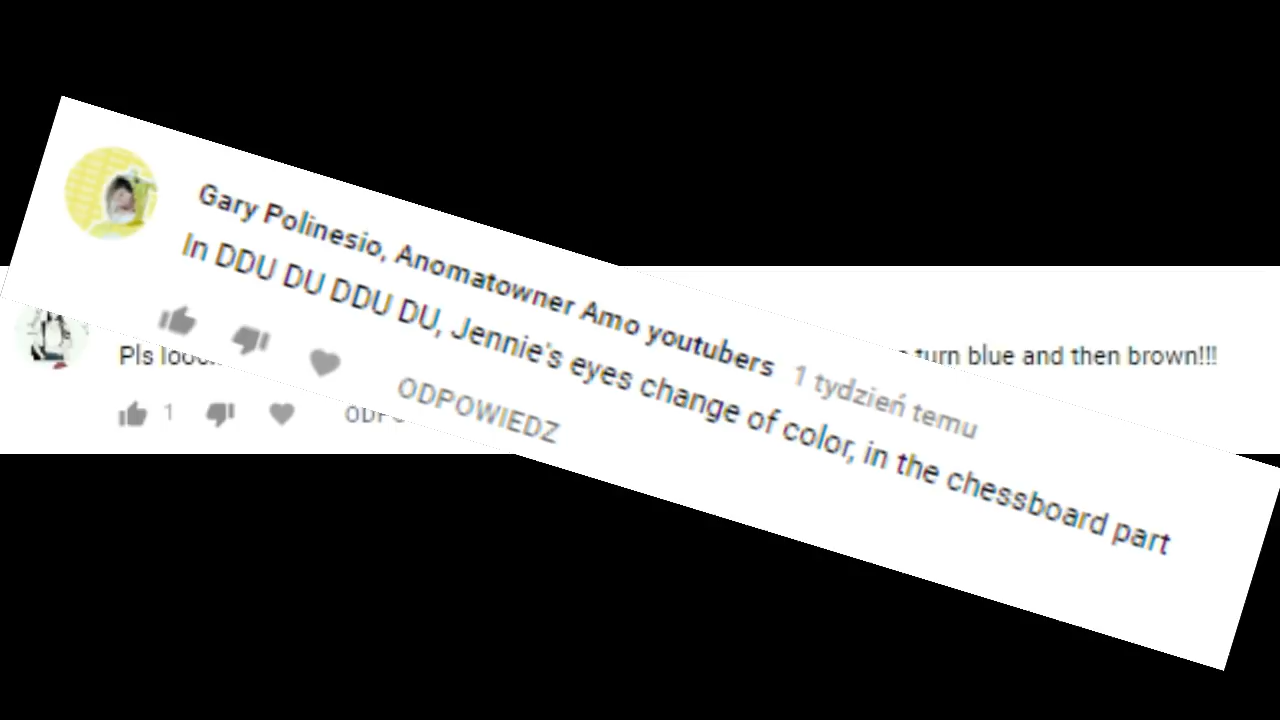 Gary Polinesio, Anomatowner Amo youtubers 1 tydzień temu
In DDU DU DDU DU, Jennie's eyes change of color, in the chessboard part
ODPOWIEDZ
Pls turn blue and then brown!!!
1